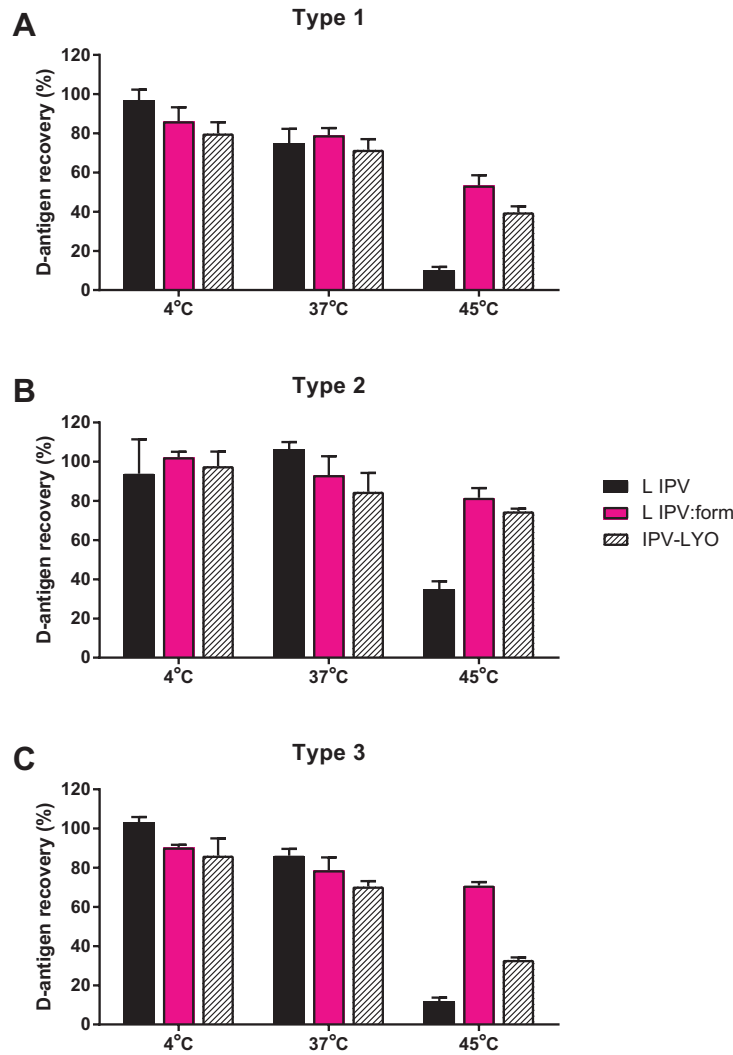 A
Type 1
D-antigen recovery (%)
120
100
80
60
40
20
0
4°C 37°C 45°C
B
Type 2
D-antigen recovery (%)
120
100
80
60
40
20
0
4°C 37°C 45°C
L IPV
L IPV:form
IPV-LYO
C
Type 3
D-antigen recovery (%)
120
100
80
60
40
20
0
4°C 37°C 45°C